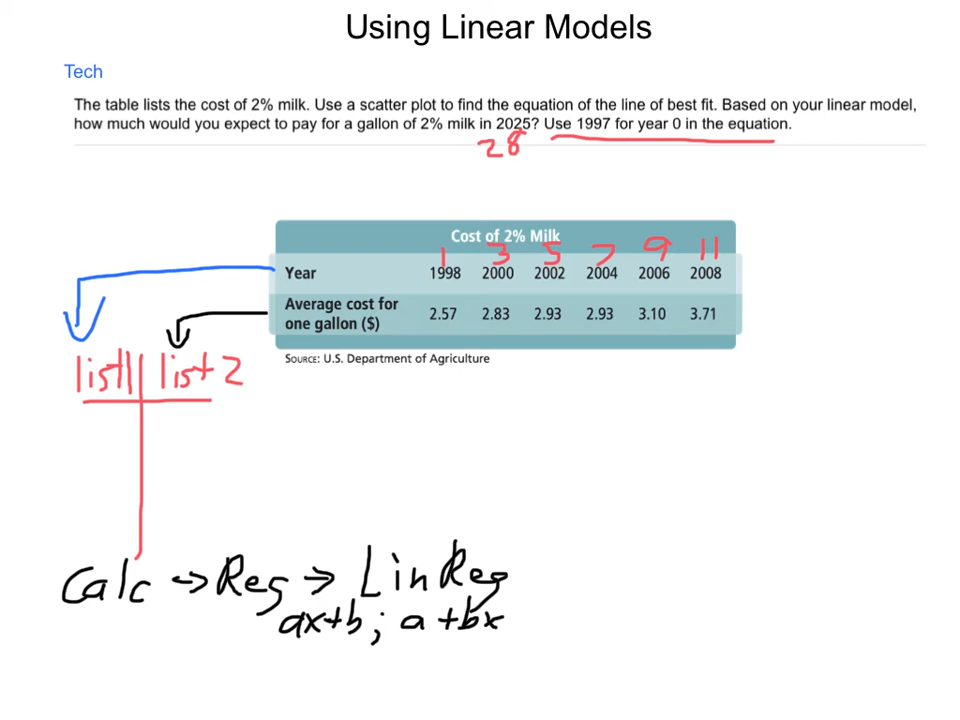 Using Linear Models
Tech
The table lists the cost of 2% milk. Use a scatter plot to find the equation of the line of best fit. Based on your linear model,
how much would you expect to pay for a gallon of 2% milk in 2025? Use 1997 for year 0 in the equation.
28
Cost of 2% Milk
1 3 5 7 9 11
Year 1998 2000 2002 2004 2006 2008
Average cost for
one gallon ($) 2.57 2.83 2.93 2.93 3.10 3.71
SOURCE: U.S. Department of Agriculture
list1 list 2
Calc → Reg → LinReg
ax+b; a+bx